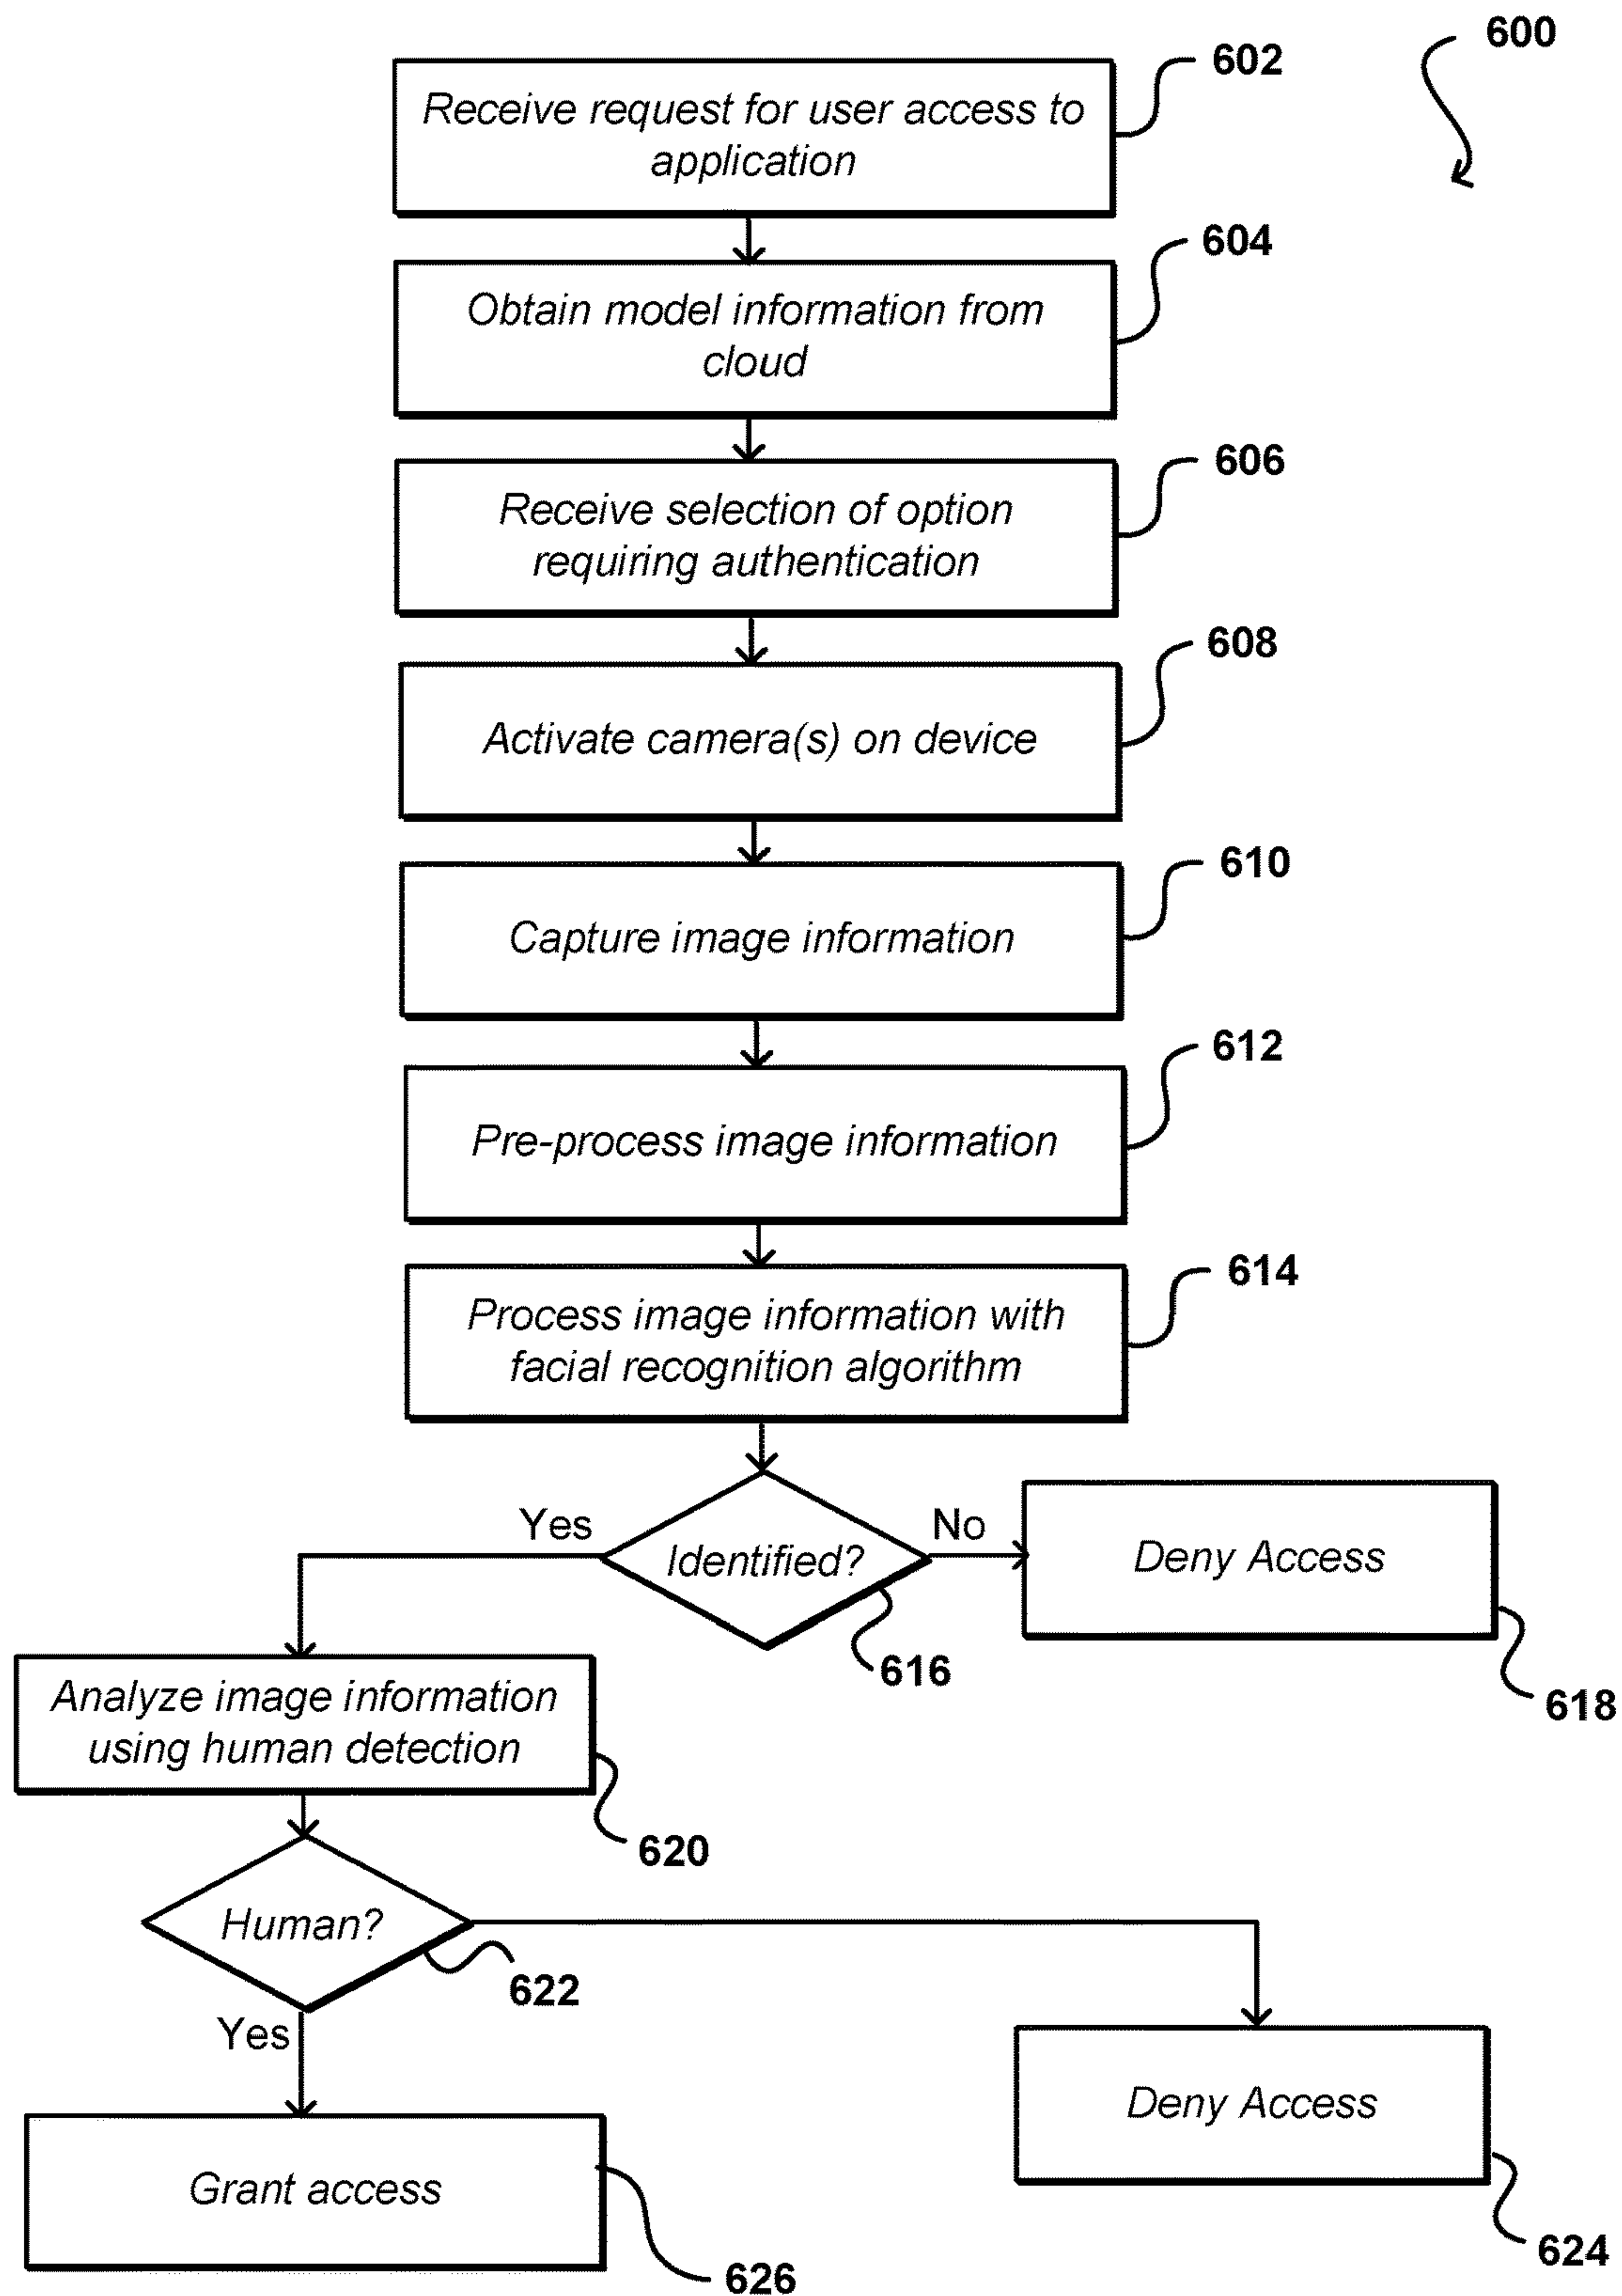 600
602
Receive request for user access to
application
604
Obtain model information from
cloud
606
Receive selection of option
requiring authentication
608
Activate camera(s) on device
610
Capture image information
612
Pre-process image information
614
Process image information with
facial recognition algorithm
Yes
Identified?
No
Deny Access
616
618
Analyze image information
using human detection
620
Human?
622
Yes
Deny Access
624
Grant access
626